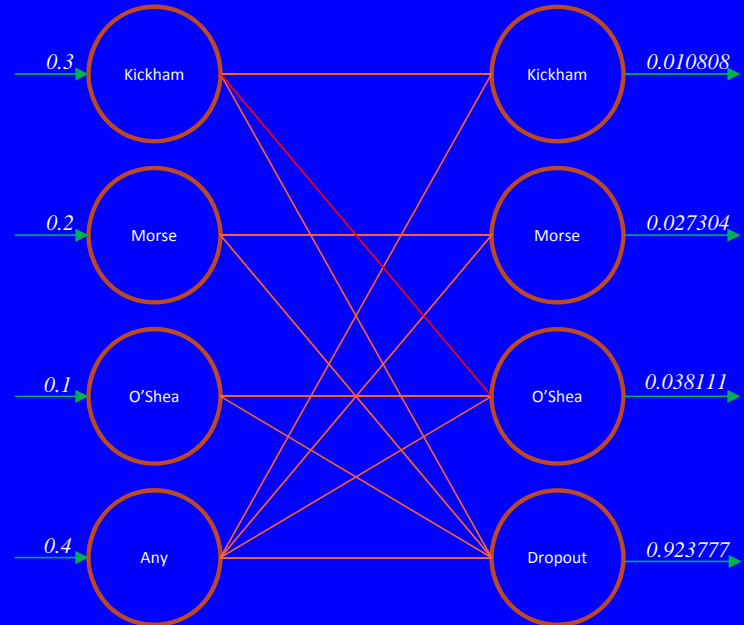 0.3
Kickham
Kickham
0.010808
0.2
Morse
Morse
0.027304
0.1
O'Shea
O'Shea
0.038111
0.4
Any
Dropout
0.923777